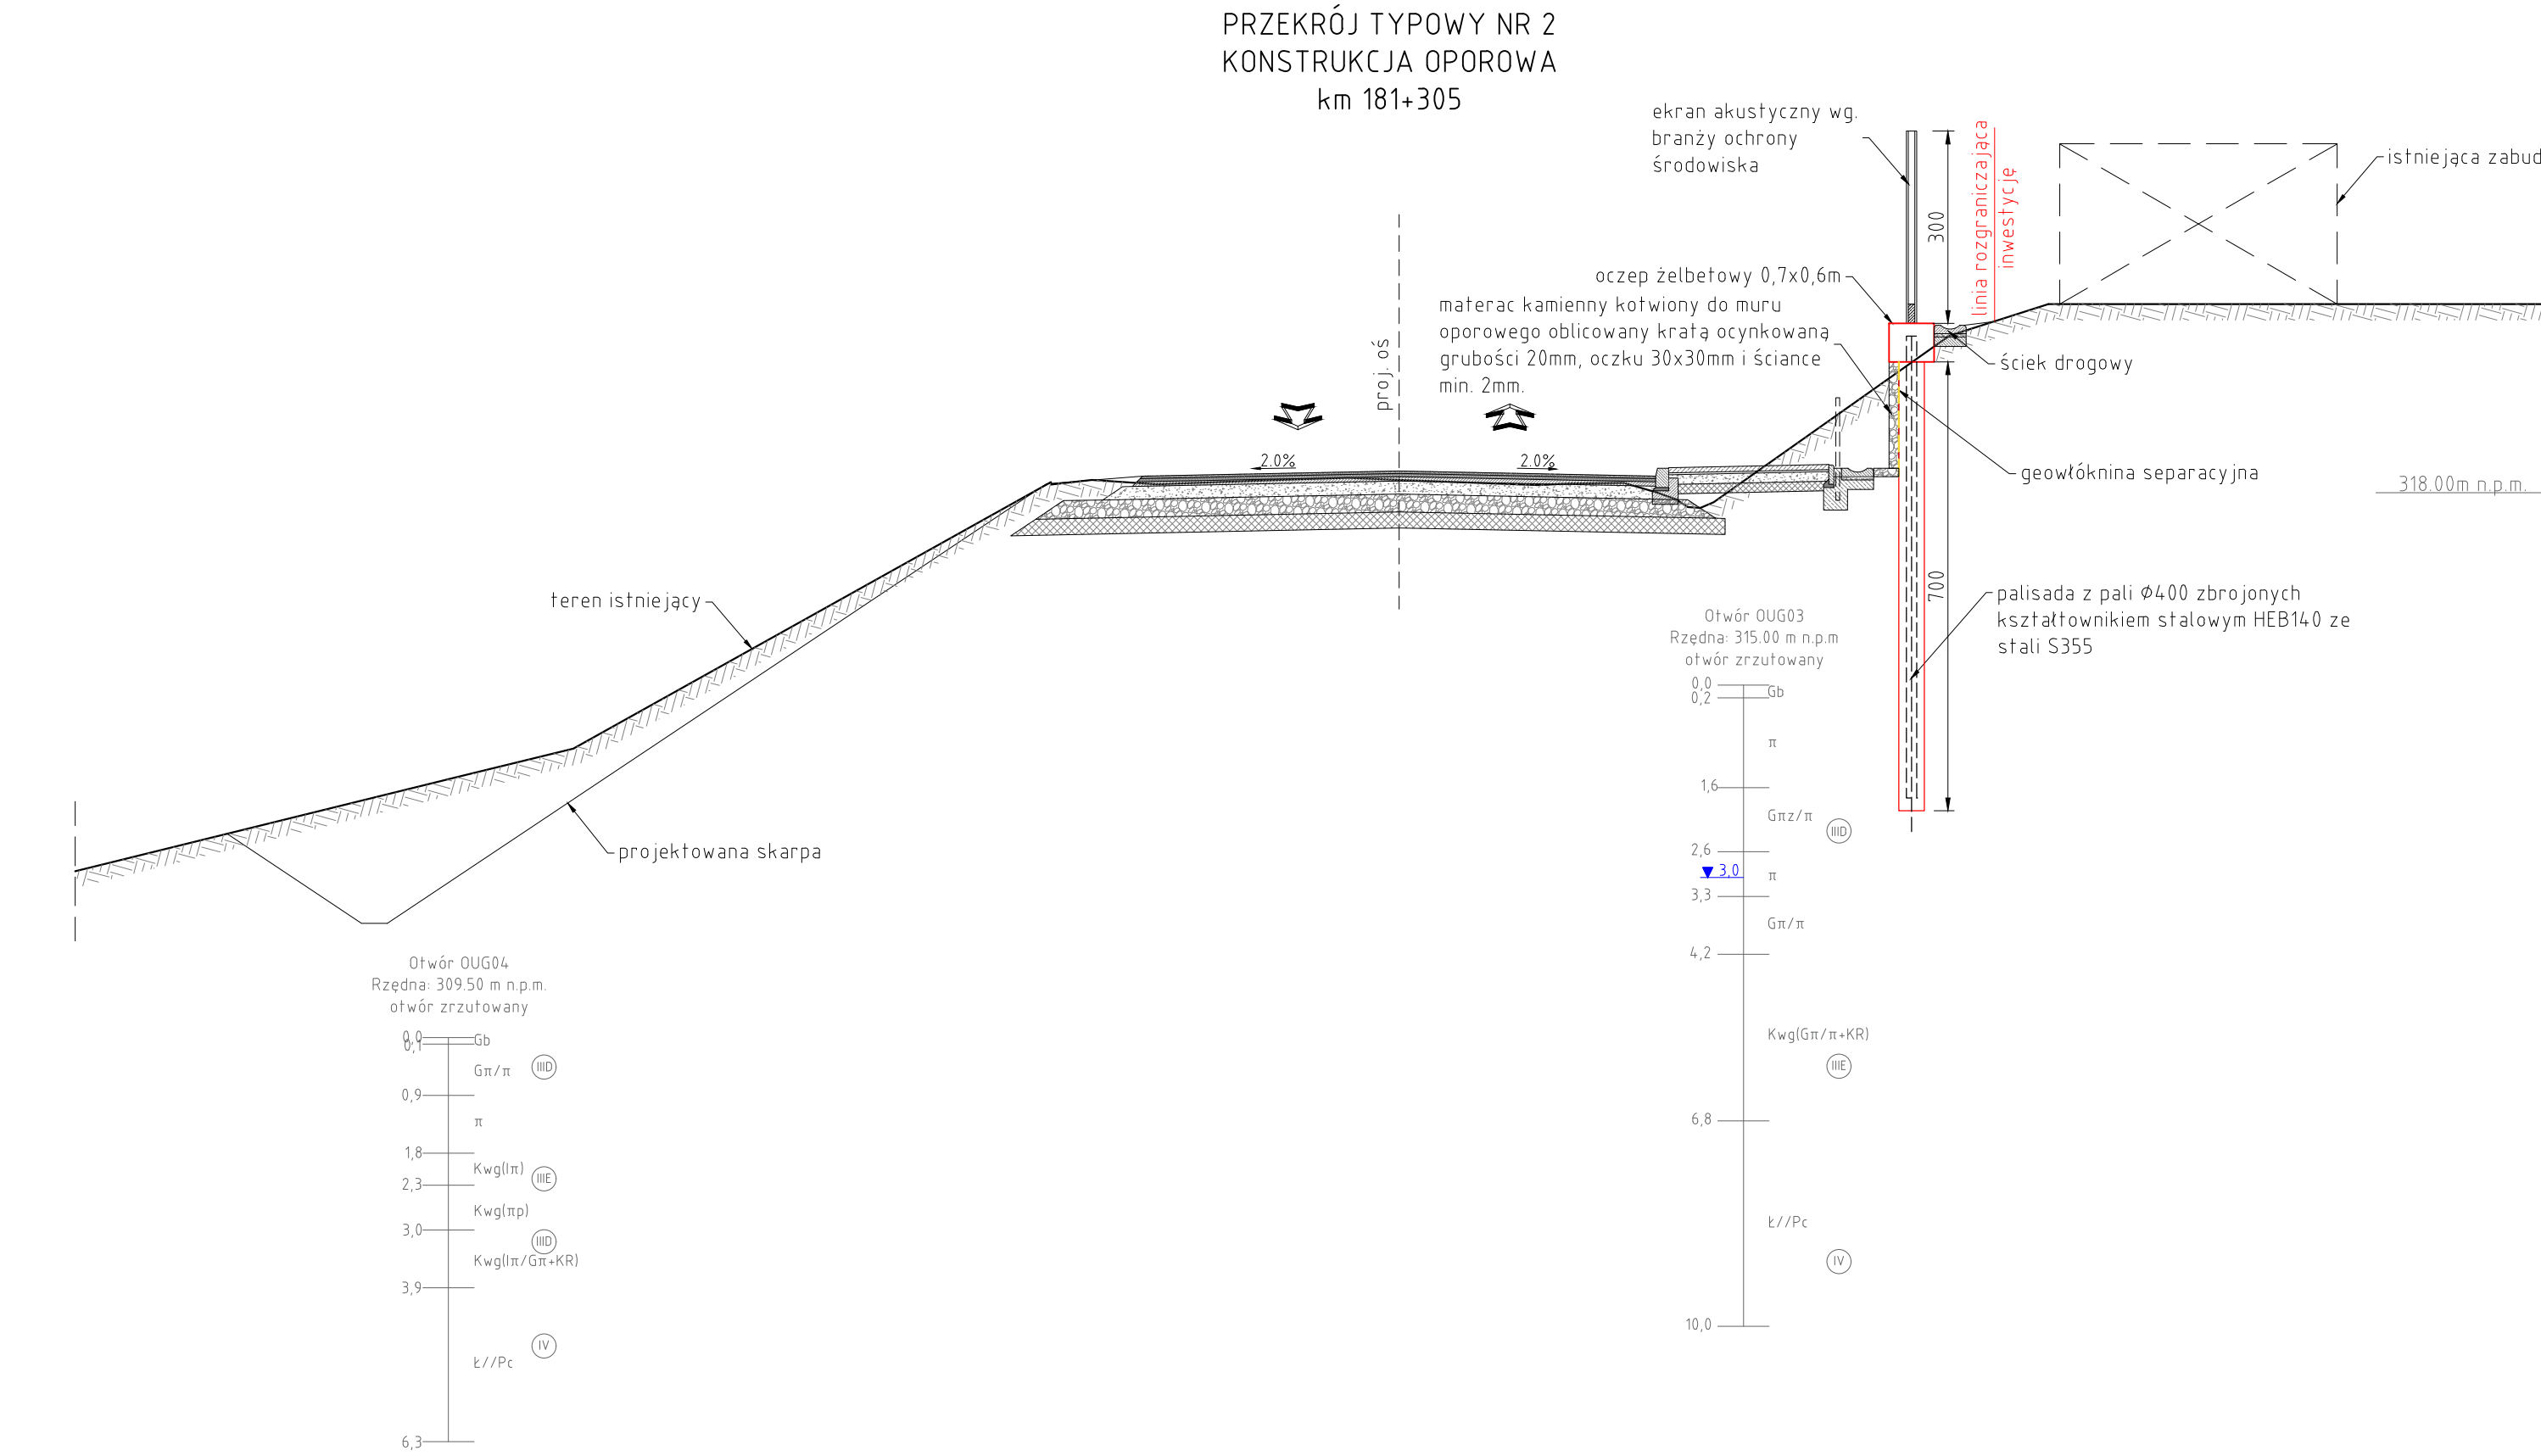 PRZEKRÓJ TYPOWY NR 2
KONSTRUKCJA OPOROWA
km 181+305
ekran akustyczny wg.
branży ochrony
środowiska
300
linia rozgraniczająca
inwestycję
istniejąca zabud
oczep żelbetowy 0,7x0,6m
materac kamienny kotwiony do muru
oporowego oblicowany kratą ocynkowaną
grubości 20mm, oczku 30x30mm i ściance
min. 2mm.
proj. oś
ściek drogowy
2.0%
2.0%
geowłóknina separacyjna
318.00m n.p.m.
700
palisada z pali Ø400 zbrojonych
kształtownikiem stalowym HEB140 ze
stali S355
teren istniejący
projektowana skarpa
Otwór OUG03
Rzędna: 315.00 m n.p.m
otwór zrzutowany
0,0
Gb
0,2
π
1,6
Gπz/π
IIID
2,6
3,0
π
3,3
Gπ/π
4,2
Kwg(Gπ/π+KR)
IIIE
6,8
Ł//Pc
IV
10,0
Otwór OUG04
Rzędna: 309.50 m n.p.m.
otwór zrzutowany
0,0
Gb
0,1
Gπ/π
IIID
0,9
π
1,8
Kwg(Iπ)
IIIE
2,3
Kwg(πp)
3,0
IIID
Kwg(Iπ/Gπ+KR)
3,9
IV
Ł//Pc
6,3